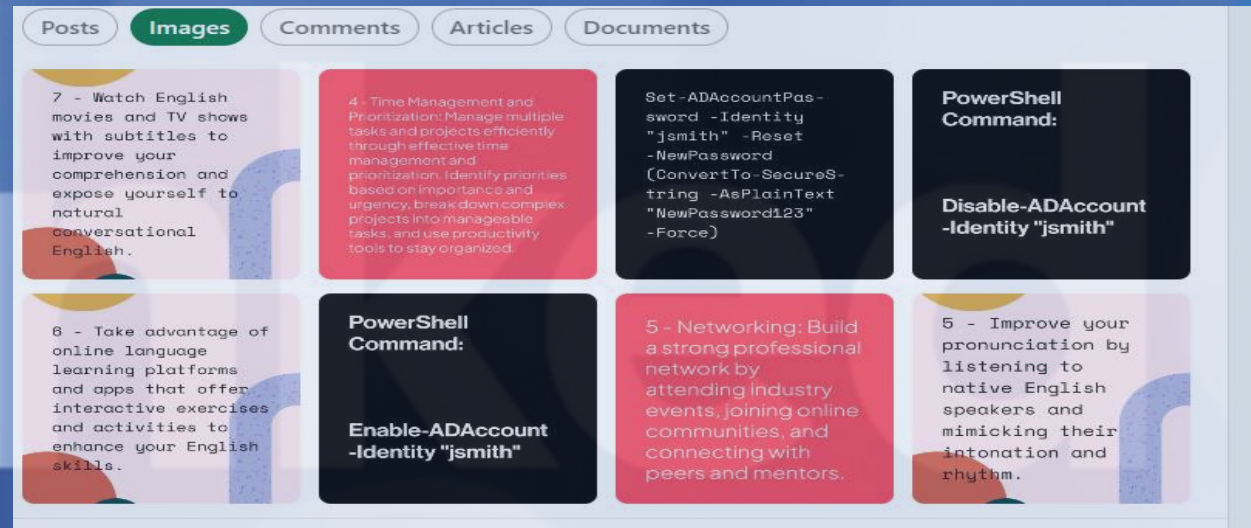 Posts
Images
Comments
Articles
Documents
7 - Watch English
movies and TV shows
with subtitles to
improve your
comprehension and
expose yourself to
natural
conversational
English.
4 - Time Management and
Prioritization: Manage multiple
tasks and projects efficiently
through effective time
management and
prioritization. Identify priorities
based on importance and
urgency, break down complex
projects into manageable
tasks, and use productivity
tools to stay organized.
Set-ADAccountPas-
sword -Identity
"jsmith" -Reset
-NewPassword
(ConvertTo-SecureS-
tring -AsPlainText
"NewPassword123"
-Force)
PowerShell
Command:
Disable-ADAccount
-Identity "jsmith"
6 - Take advantage of
online language
learning platforms
and apps that offer
interactive exercises
and activities to
enhance your English
skills.
PowerShell
Command:
Enable-ADAccount
-Identity "jsmith"
5 - Networking: Build
a strong professional
network by
attending industry
events, joining online
communities, and
connecting with
peers and mentors.
5 - Improve your
pronunciation by
listening to
native English
speakers and
mimicking their
intonation and
rhythm.